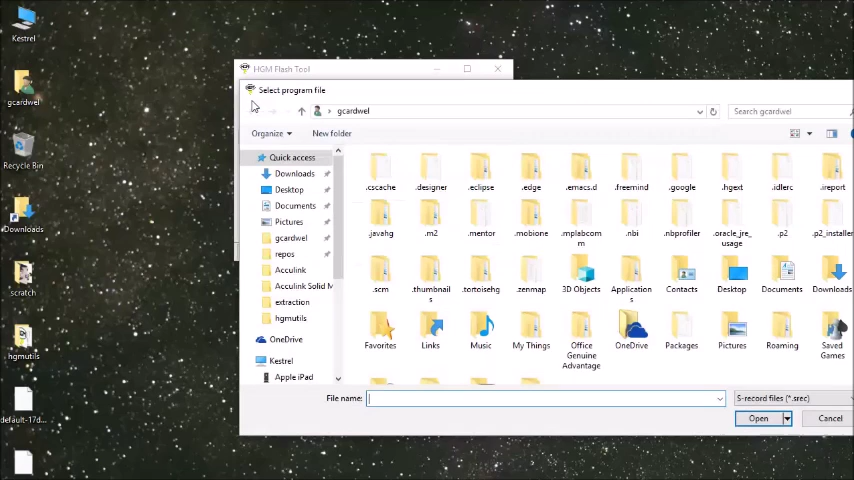 Kestrel
gcardwel
Recycle Bin
Downloads
scratch
hgmutils
default-17d...
HGM Flash Tool
Select program file
gcardwel
Search gcardwel
Organize
New folder
Quick access
Downloads
Desktop
Documents
Pictures
gcardwel
repos
Acculink
Acculink Solid M
extraction
hgmutils
OneDrive
Kestrel
Apple iPad
.cscache
.designer
.eclipse
.edge
.emacs.d
.freemind
.google
.hgext
.idlerc
.ireport
.javahg
.m2
.mentor
.mobione
.mplabcomm
.nbi
.nbprofiler
.oracle_jre_usage
.p2
.p2_installer
.scm
.thumbnails
.tortoisehg
.zenmap
3D Objects
Applications
Contacts
Desktop
Documents
Downloads
Favorites
Links
Music
My Things
Office
Genuine
Advantage
OneDrive
Packages
Pictures
Roaming
Saved
Games
File name:
S-record files (*.srec)
Open
Cancel